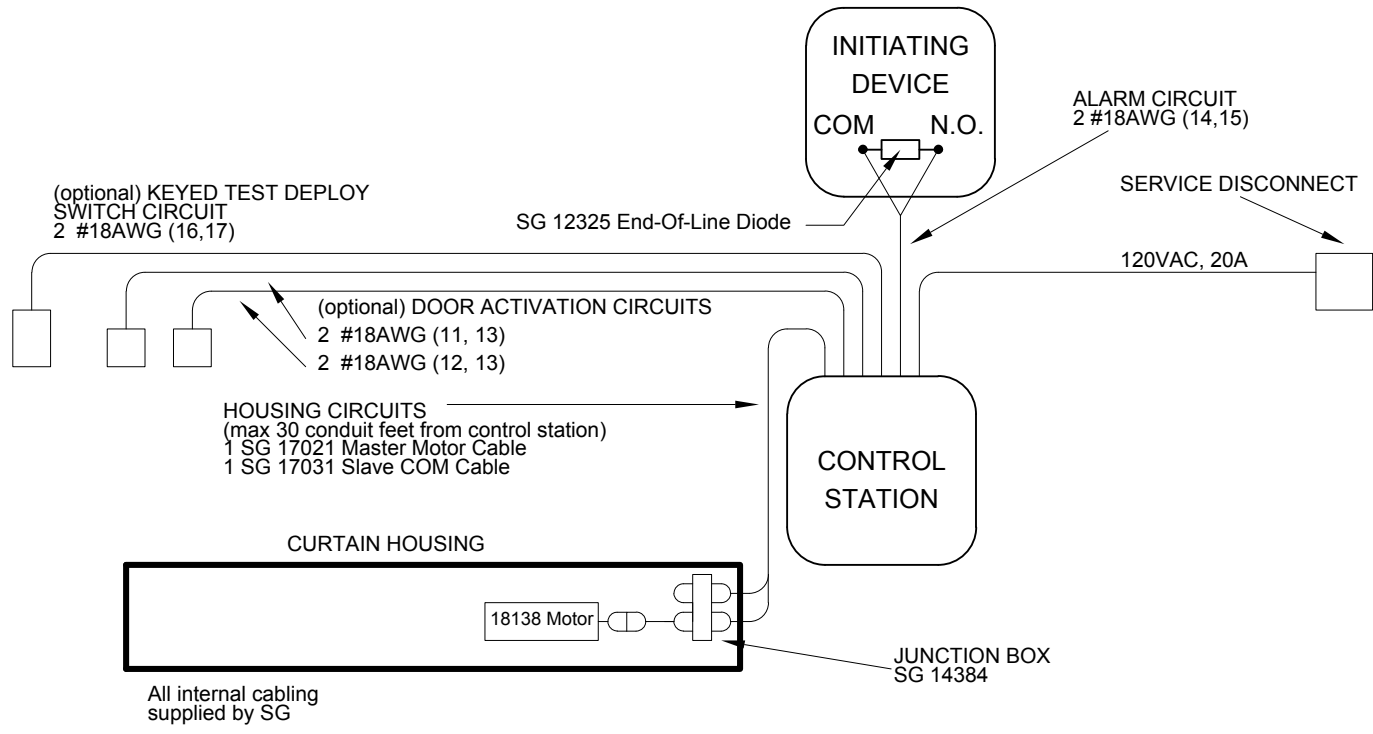 INITIATING
DEVICE
COM N.O.
ALARM CIRCUIT
2 #18AWG (14,15)
SERVICE DISCONNECT
(optional) KEYED TEST DEPLOY
SWITCH CIRCUIT
2 #18AWG (16,17)
SG 12325 End-Of-Line Diode
120VAC, 20A
(optional) DOOR ACTIVATION CIRCUITS
2 #18AWG (11, 13)
2 #18AWG (12, 13)
HOUSING CIRCUITS
(max 30 conduit feet from control station)
1 SG 17021 Master Motor Cable
1 SG 17031 Slave COM Cable
CONTROL
STATION
CURTAIN HOUSING
18138 Motor
JUNCTION BOX
SG 14384
All internal cabling
supplied by SG